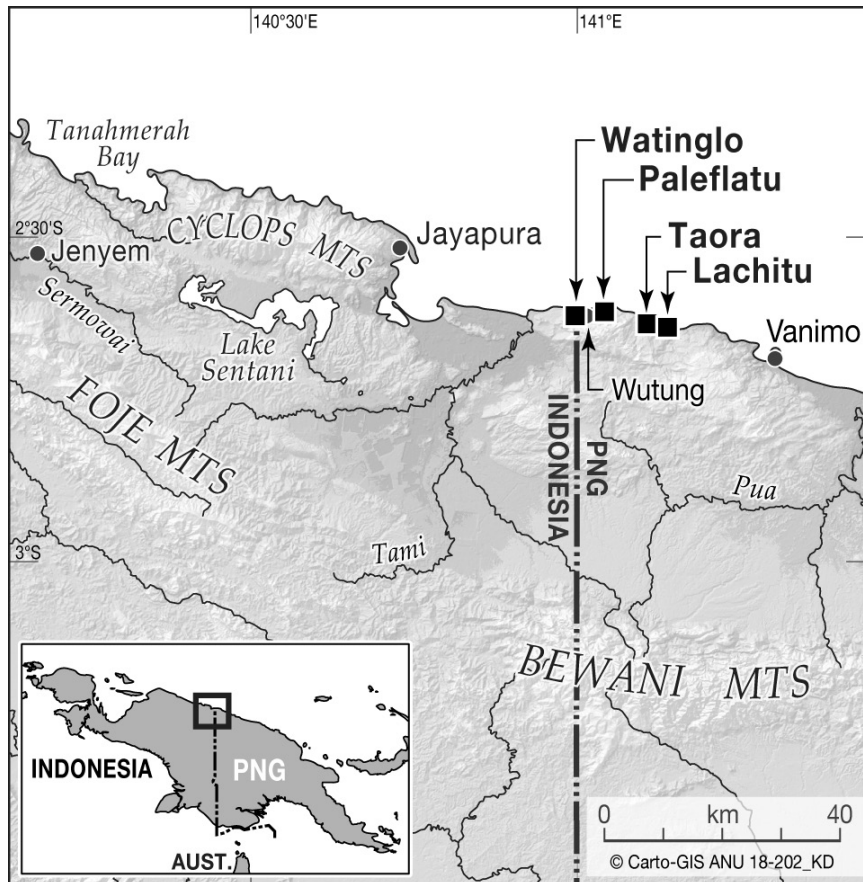 140°30'E
141°E
Tanahmerah
Bay
Watinglo
Paleflatu
2°30'S
CYCLOPS MTS
Jayapura
Taora
Jenyem
Lachitu
Sermowai
Lake
Sentani
Vanimo
Wutung
FOJE MTS
INDONESIA
PNG
Pua
Tami
3°S
BEWANI MTS
INDONESIA
PNG
AUST.
0 km 40
© Carto-GIS ANU 18-202_KD